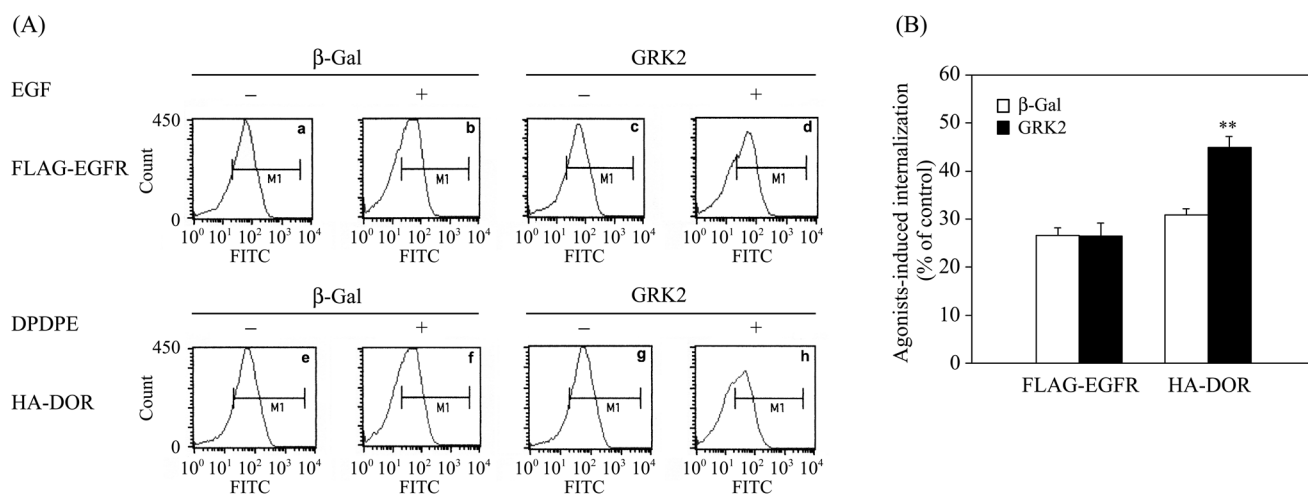 (A)
β-Gal GRK2
EGF − + − +
FLAG-EGFR
450 a b c d
Count
M1 M1 M1 M1
0
10⁰ 10¹ 10² 10³ 10⁴ 10⁰ 10¹ 10² 10³ 10⁴ 10⁰ 10¹ 10² 10³ 10⁴ 10⁰ 10¹ 10² 10³ 10⁴
FITC FITC FITC FITC
β-Gal GRK2
DPDPE − + − +
HA-DOR
450 e f g h
Count
M1 M1 M1 M1
0
10⁰ 10¹ 10² 10³ 10⁴ 10⁰ 10¹ 10² 10³ 10⁴ 10⁰ 10¹ 10² 10³ 10⁴ 10⁰ 10¹ 10² 10³ 10⁴
FITC FITC FITC FITC
(B)
Agonists-induced internalization
(% of control)
60
50
40
30
20
10
0
β-Gal
GRK2
**
FLAG-EGFR HA-DOR